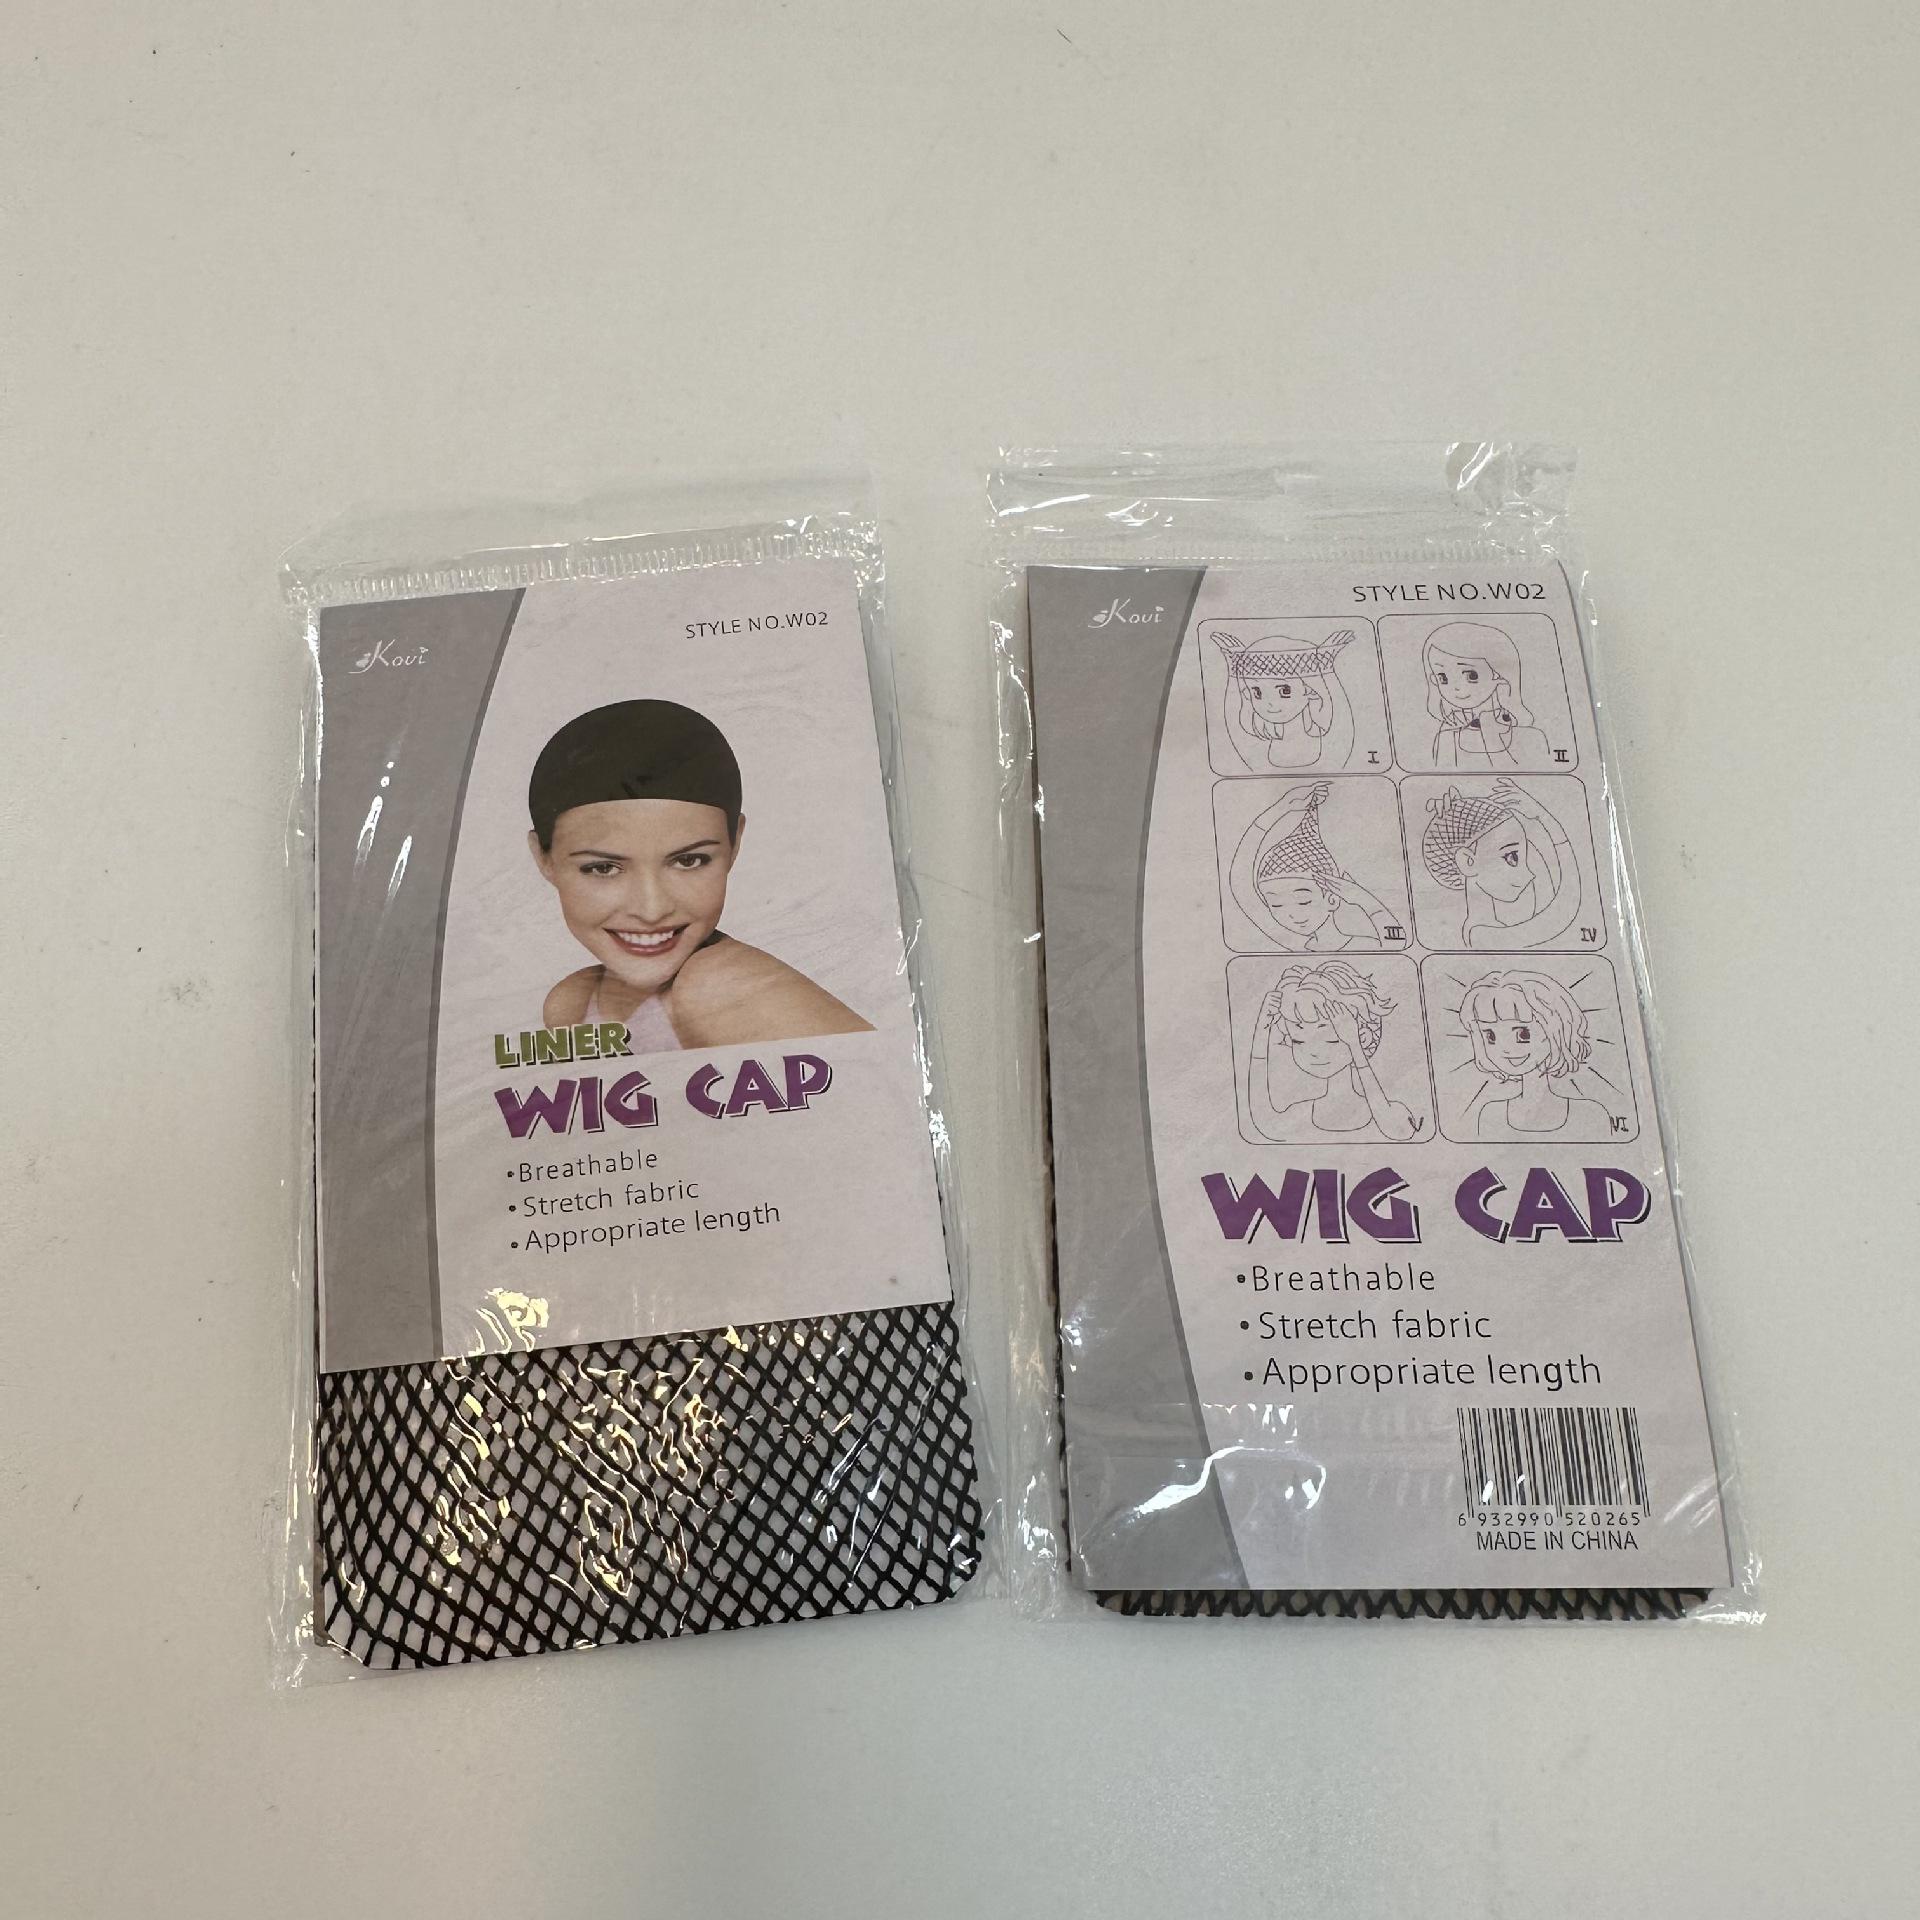 Kovi
STYLE NO.W02
LINER
WIG CAP
•Breathable
•Stretch fabric
•Appropriate length
Kovi
STYLE NO.W02
I
II
III
IV
V
VI
WIG CAP
•Breathable
•Stretch fabric
•Appropriate length
6 932990 520265
MADE IN CHINA